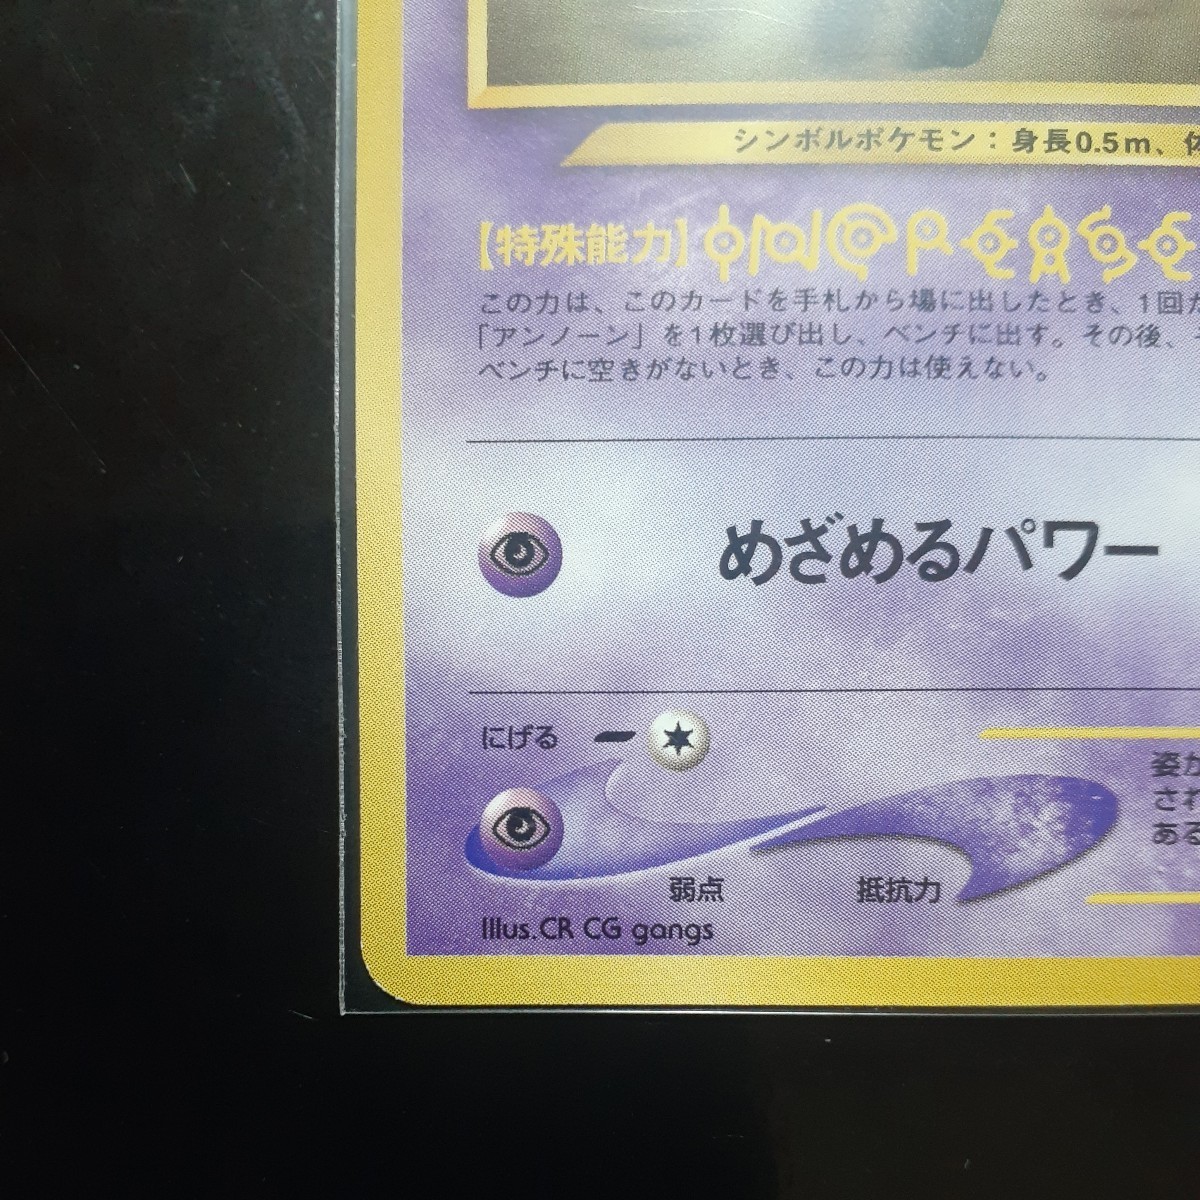 シンボルポケモン：身長0.5m、体
【特殊能力】INCREASE
この力は、このカードを手札から場に出したとき、1回だ
「アンノーン」を1枚選び出し、ベンチに出す。その後、
ベンチに空きがないとき、この力は使えない。
めざめるパワー
にげる
姿が
され
ある
弱点 抵抗力
Illus.CR CG gangs